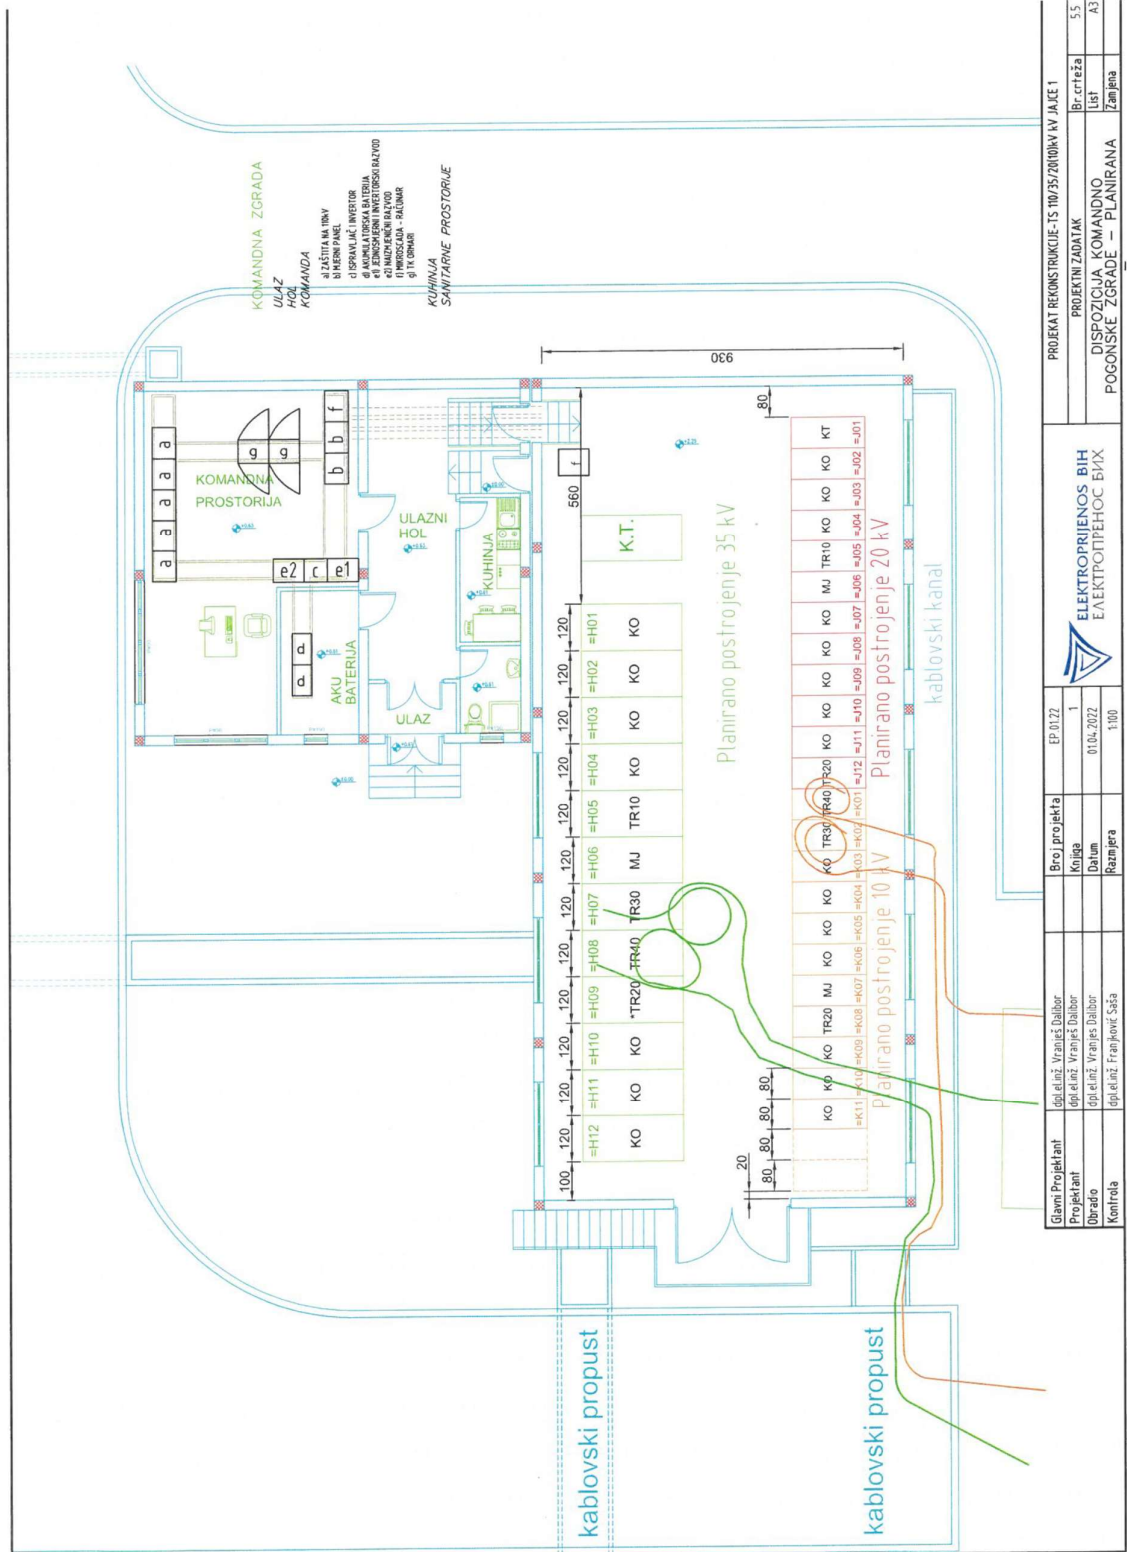 KOMANDNA ZGRADA
ULAZ
HOL
KOMANDA
a) ZAŠTITA NA 110kV
b) MJERNI PANEL
c) ISPRAVLJAČ I INVERTOR
d) AKUMULATORSKA BATERIJA
e1) JEDNOSMJERNI I INVERTORSKI RAZVOD
e2) NAIZMJENIČNI RAZVOD
f) MIKROSCADA - RAČUNAR
g) TK ORMARI
KUHINJA
SANITARNE PROSTORIJE
a
a
a
a
a
g
g
f
b
b
KOMANDNA
PROSTORIJA
e2
c
e1
d
d
AKU
BATERIJA
ULAZNI
HOL
ULAZ
KUHINJA
930
80
560
f
K.T.
120
120
120
120
120
120
120
120
120
120
120
120
100
=H01
=H02
=H03
=H04
=H05
=H06
=H07
=H08
=H09
=H10
=H11
=H12
KO
KO
KO
KO
TR10
MJ
TR30
TR40
*TR20
KO
KO
KO
Planirano postrojenje 35 kV
KT
KO
KO
KO
TR10
MJ
KO
KO
KO
KO
KO
TR20
TR40
TR30
KO
KO
KO
KO
MJ
TR20
KO
KO
KO
=J01
=J02
=J03
=J04
=J05
=J06
=J07
=J08
=J09
=J10
=J11
=J12
=K01
=K02
=K03
=K04
=K05
=K06
=K07
=K08
=K09
=K10
=K11
80
80
80
80
20
Planirano postrojenje 20 kV
Planirano postrojenje 10 kV
kablovski kanal
kablovski propust
kablovski propust
Glavni Projektant dipl.el.inž. Vranješ Dalibor
Projektant dipl.el.inž. Vranješ Dalibor
Obradio dipl.el.inž. Vranješ Dalibor
Kontrola dipl.el.inž. Franjković Saša
Broj projekta EP.01.22
Knjiga 1
Datum 01.04.2022
Razmjera 1:100
ELEKTROPRIJENOS BIH
ЕЛЕКТРОПРЕНОС БИХ
PROJEKAT REKONSTRUKCIJE-TS 110/35/20(10)kV kV JAJCE 1
PROJEKTNI ZADATAK
DISPOZICIJA KOMANDNO
POGONSKE ZGRADE - PLANIRANA
Br.crteža 5.5
List A3
Zamjena